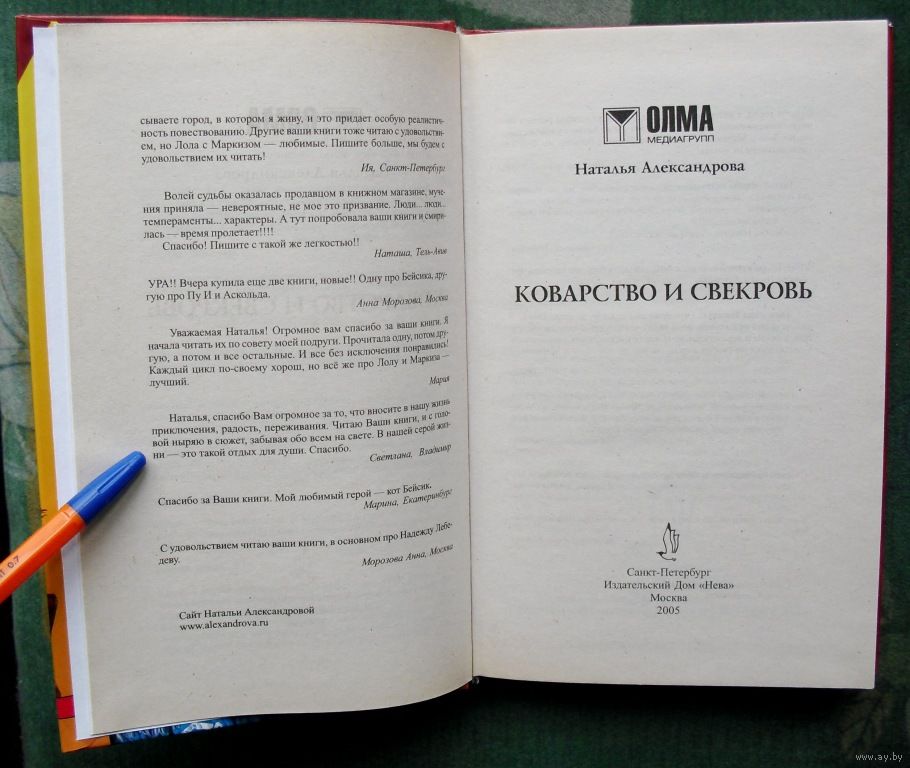 сываете город, в котором я живу, и это придает особую реалистич-
ность повествованию. Другие ваши книги тоже читаю с удовольстви-
ем, но Лола с Маркизом — любимые. Пишите больше, мы будем с
удовольствием их читать!
Ия, Санкт-Петербург
Волей судьбы оказалась продавцом в книжном магазине, муче-
ния приняла — невероятные, не мое это призвание. Люди... люди...
темпераменты... характеры. А тут попробовала ваши книги и смири-
лась — время пролетает!!!!
Спасибо! Пишите с такой же легкостью!!
Наташа, Тель-Авив
УРА!! Вчера купила еще две книги, новые!! Одну про Бейсика, дру-
гую про Пу И и Аскольда.
Анна Морозова, Москва
Уважаемая Наталья! Огромное вам спасибо за ваши книги. Я
начала читать их по совету моей подруги. Прочитала одну, потом дру-
гую, а потом и все остальные. И все без исключения понравились!
Каждый цикл по-своему хорош, но всё же про Лолу и Маркиза —
лучший.
Мария
Наталья, спасибо Вам огромное за то, что вносите в нашу жизнь
приключения, радость, переживания. Читаю Ваши книги, и с голо-
вой ныряю в сюжет, забывая обо всем на свете. В нашей серой жиз-
ни — это такой отдых для души. Спасибо.
Светлана, Владимир
Спасибо за Ваши книги. Мой любимый герой — кот Бейсик.
Марина, Екатеринбург
С удовольствием читаю ваши книги, в основном про Надежду Лебе-
деву.
Морозова Анна, Москва
Сайт Натальи Александровой
www.alexandrova.ru
ОЛМА
МЕДИАГРУПП
Наталья Александрова
КОВАРСТВО И СВЕКРОВЬ
Санкт-Петербург
Издательский Дом «Нева»
Москва
2005
0.7
www.ay.by